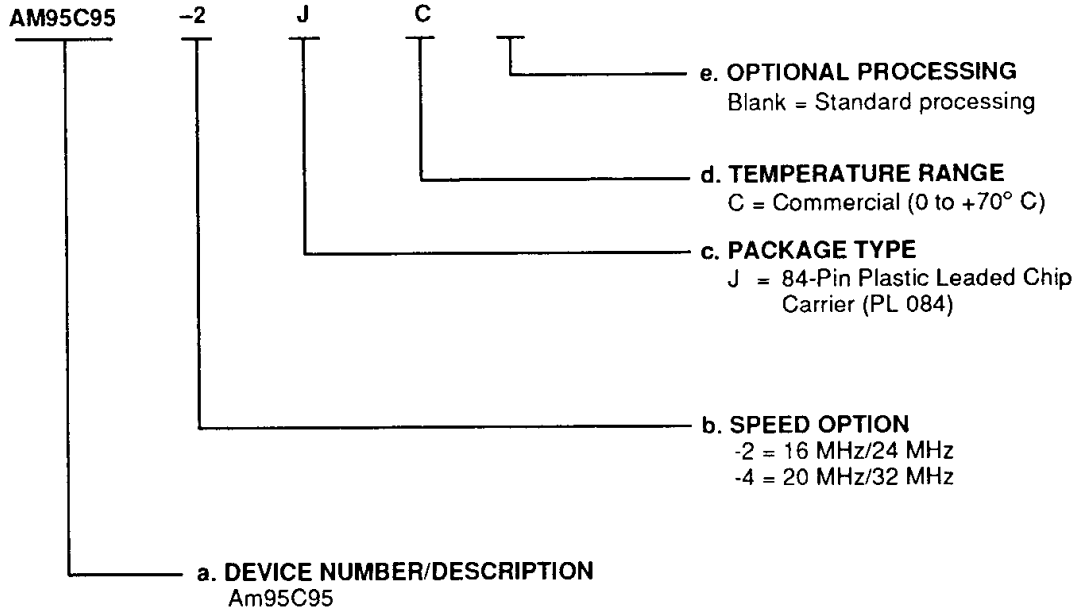 AM95C95 -2 J C
e. OPTIONAL PROCESSING
Blank = Standard processing
d. TEMPERATURE RANGE
C = Commercial (0 to +70° C)
c. PACKAGE TYPE
J = 84-Pin Plastic Leaded Chip
Carrier (PL 084)
b. SPEED OPTION
-2 = 16 MHz/24 MHz
-4 = 20 MHz/32 MHz
a. DEVICE NUMBER/DESCRIPTION
Am95C95